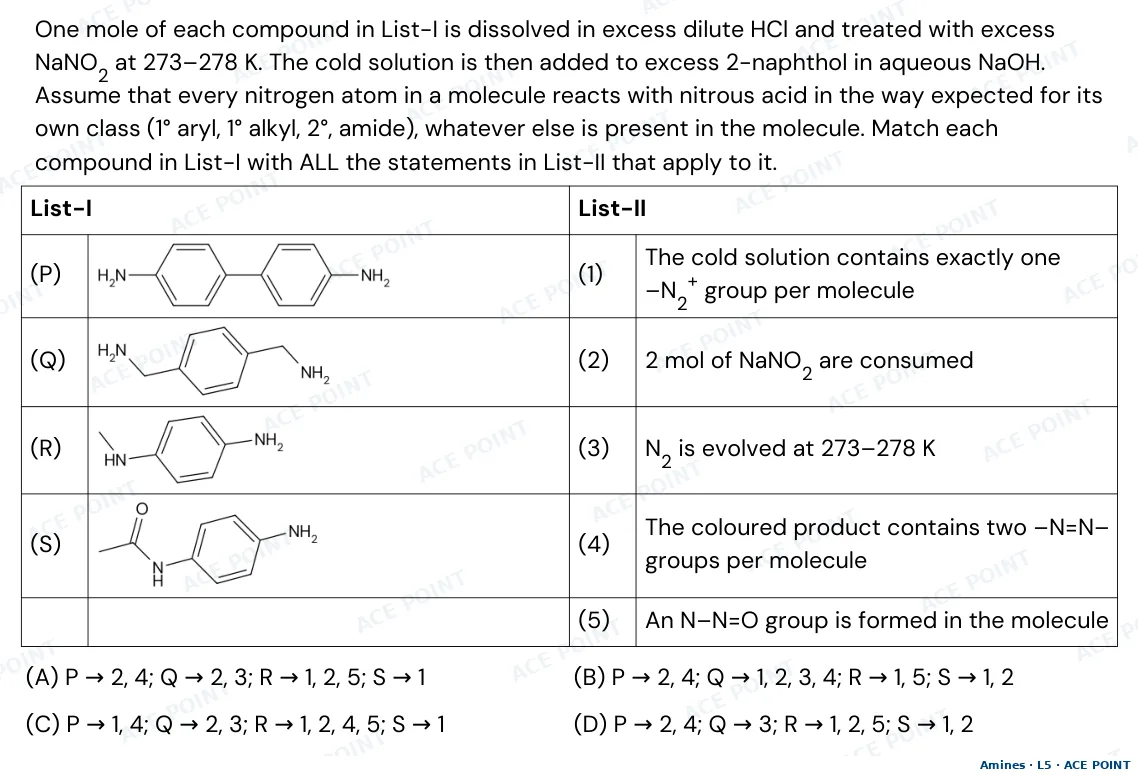 One mole of each compound in List-I is dissolved in excess dilute HCl and treated with excess
NaNO2 at 273–278 K. The cold solution is then added to excess 2-naphthol in aqueous NaOH.
Assume that every nitrogen atom in a molecule reacts with nitrous acid in the way expected for its
own class (1° aryl, 1° alkyl, 2°, amide), whatever else is present in the molecule. Match each
compound in List-I with ALL the statements in List-II that apply to it.
List-I List-II
(P) H2N NH2 (1) The cold solution contains exactly one
–N2+ group per molecule
(Q) H2N NH2 (2) 2 mol of NaNO2 are consumed
(R) HN NH2 (3) N2 is evolved at 273–278 K
(S) O N H NH2 (4) The coloured product contains two –N=N–
groups per molecule
(5) An N–N=O group is formed in the molecule
(A) P → 2, 4; Q → 2, 3; R → 1, 2, 5; S → 1 (B) P → 2, 4; Q → 1, 2, 3, 4; R → 1, 5; S → 1, 2
(C) P → 1, 4; Q → 2, 3; R → 1, 2, 4, 5; S → 1 (D) P → 2, 4; Q → 3; R → 1, 2, 5; S → 1, 2
Amines · L5 · ACE POINT